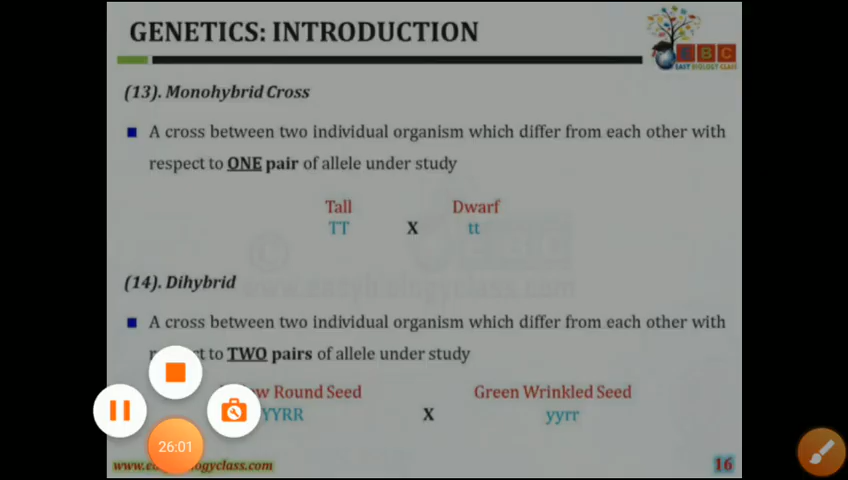 GENETICS: INTRODUCTION
E B C
EASY BIOLOGY CLASS
(13). Monohybrid Cross
A cross between two individual organism which differ from each other with
respect to ONE pair of allele under study
Tall Dwarf
TT X tt
(14). Dihybrid
A cross between two individual organism which differ from each other with
to TWO pairs of allele under study
Round Seed Green Wrinkled Seed
YYRR X yyrr
26:01
16